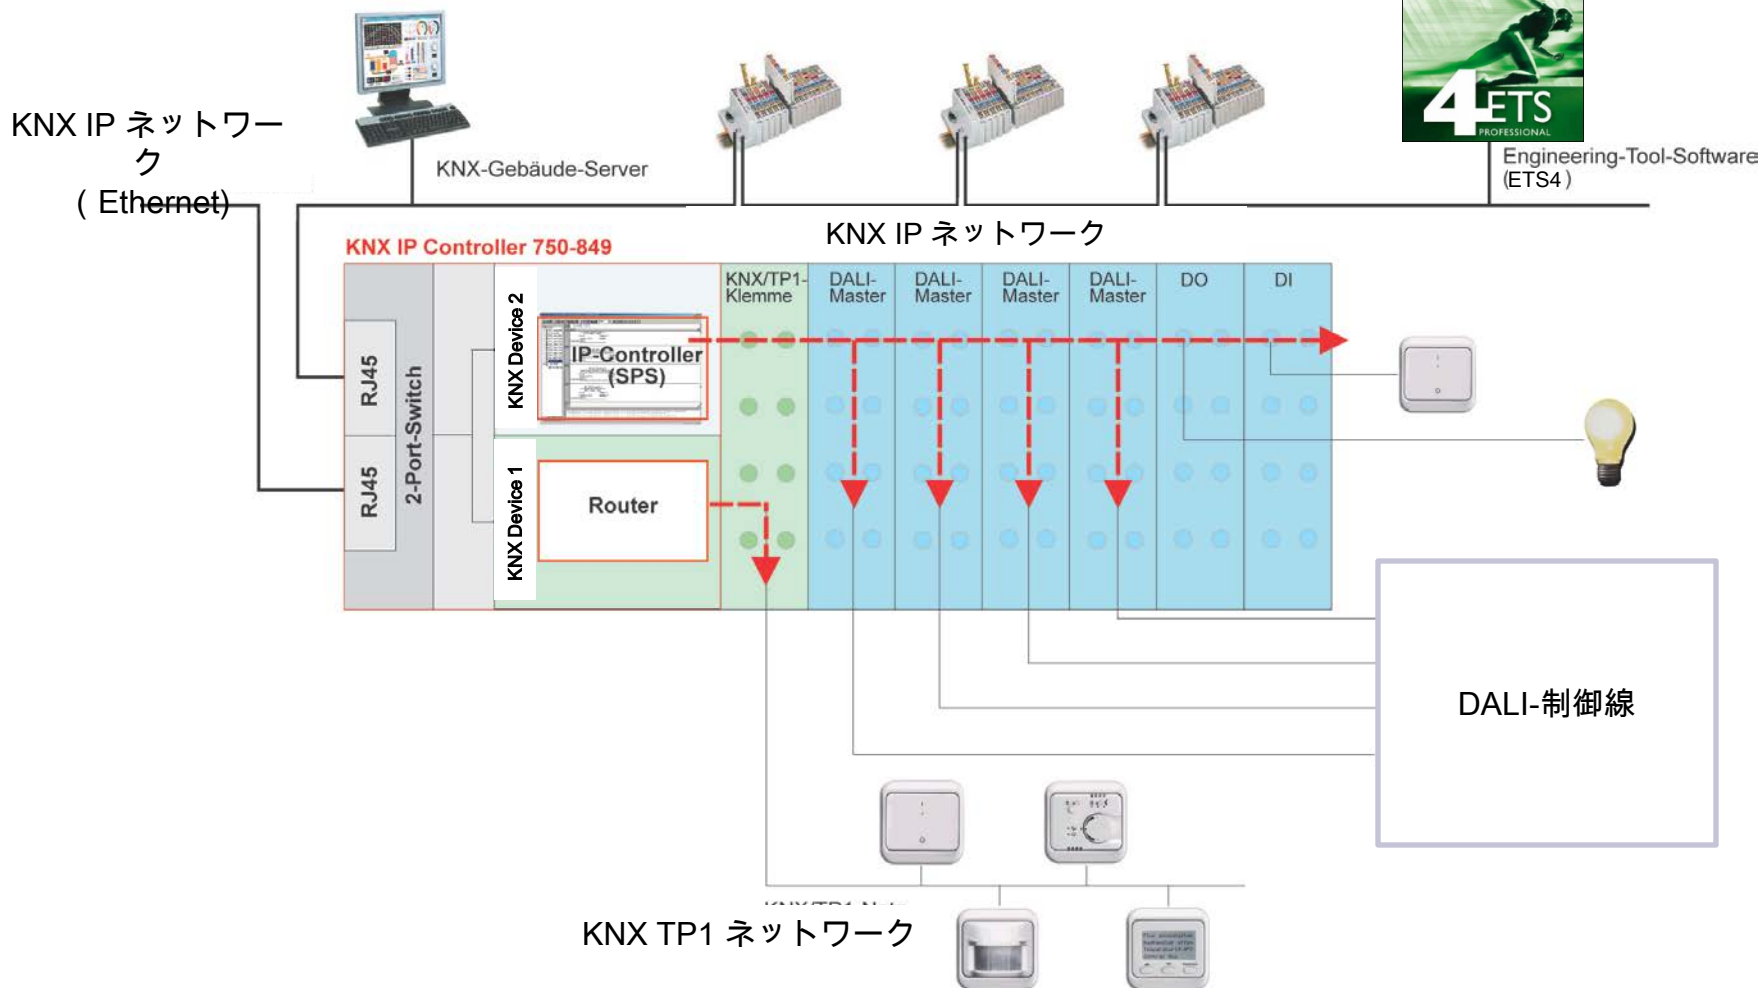 4 ETS
PROFESSIONAL
KNX IP ネットワー
ク
( Ethernet)
KNX-Gebäude-Server
Engineering-Tool-Software
(ETS4)
KNX IP ネットワーク
KNX IP Controller 750-849
RJ45
RJ45
2-Port-Switch
KNX Device 2
IP-Controller
(SPS)
KNX Device 1
Router
KNX/TP1-
Klemme
DALI-
Master
DALI-
Master
DALI-
Master
DALI-
Master
DO
DI
DALI-制御線
KNX TP1 ネットワーク